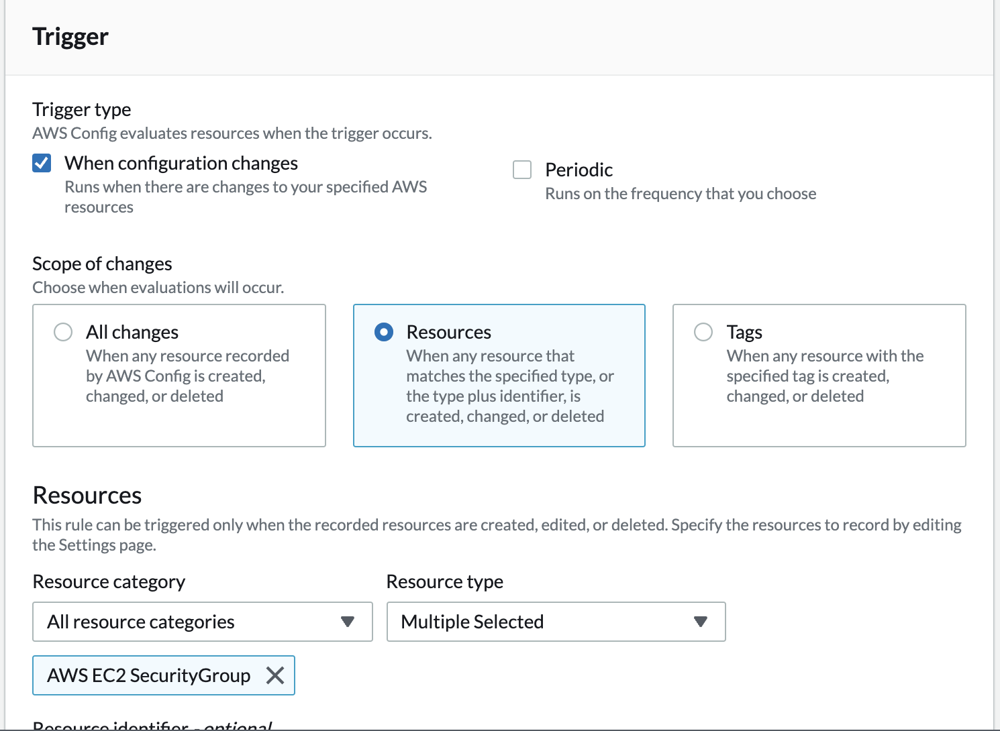 Trigger
Trigger type
AWS Config evaluates resources when the trigger occurs.
When configuration changes
Runs when there are changes to your specified AWS
resources
Periodic
Runs on the frequency that you choose
Scope of changes
Choose when evaluations will occur.
All changes
When any resource recorded
by AWS Config is created,
changed, or deleted
Resources
When any resource that
matches the specified type, or
the type plus identifier, is
created, changed, or deleted
Tags
When any resource with the
specified tag is created,
changed, or deleted
Resources
This rule can be triggered only when the recorded resources are created, edited, or deleted. Specify the resources to record by editing
the Settings page.
Resource category
Resource type
All resource categories
Multiple Selected
AWS EC2 SecurityGroup
Resource identifier - optional